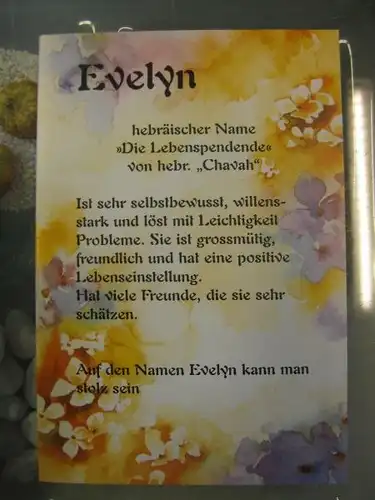 Evelyn
hebräischer Name
»Die Lebenspendende«
von hebr. „Chavah“
Ist sehr selbstbewusst, willens-
stark und löst mit Leichtigkeit
Probleme. Sie ist grossmütig,
freundlich und hat eine positive
Lebenseinstellung.
Hat viele Freunde, die sie sehr
schätzen.
Auf den Namen Evelyn kann man
stolz sein